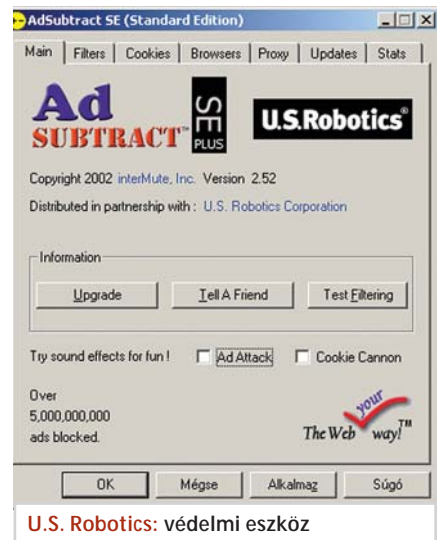 AdSubtract SE (Standard Edition)
Main Filters Cookies Browsers Proxy Updates Stats
Ad
SUBTRACT™
SE
PLUS
U.S.Robotics®
Copyright 2002 interMute, Inc. Version 2.52
Distributed in partnership with : U.S. Robotics Corporation
Information
Upgrade Tell A Friend Test Filtering
Try sound effects for fun ! Ad Attack Cookie Cannon
Over
5,000,000,000
ads blocked.
The Web your way!™
OK Mégse Alkalmaz Súgó
U.S. Robotics: védelmi eszköz